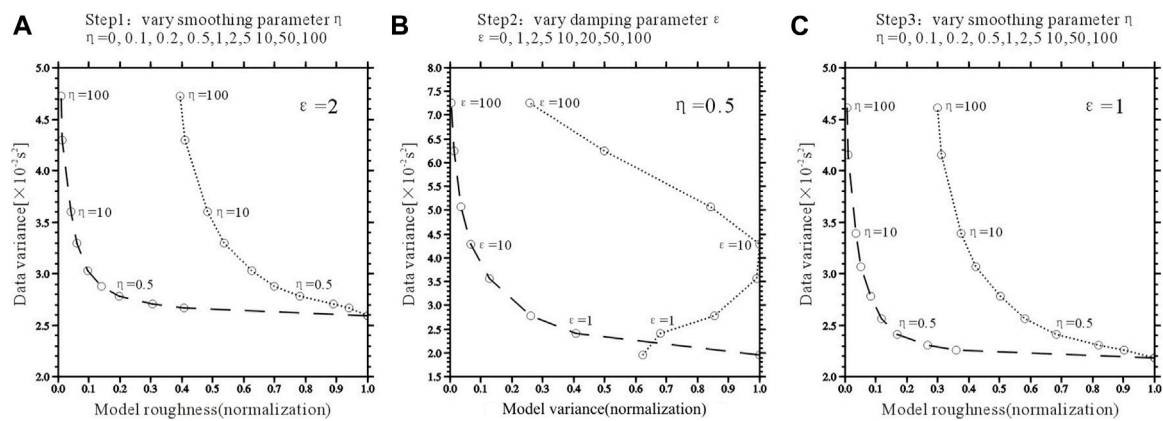 A
Step1: vary smoothing parameter η
η=0, 0.1, 0.2, 0.5,1,2,5 10,50,100
5.0
4.5
4.0
3.5
3.0
2.5
2.0
Data variance[×10⁻²s²]
η=100
η=100
ε=2
η=10
η=10
η=0.5
η=0.5
0.0 0.1 0.2 0.3 0.4 0.5 0.6 0.7 0.8 0.9 1.0
Model roughness(normalization)
B
Step2: vary damping parameter ε
ε=0, 1,2,5 10,20,50,100
8.0
7.5
7.0
6.5
6.0
5.5
5.0
4.5
4.0
3.5
3.0
2.5
2.0
1.5
Data variance[×10⁻²s²]
ε=100
ε=100
η=0.5
ε=10
ε=10
ε=1
ε=1
0.0 0.1 0.2 0.3 0.4 0.5 0.6 0.7 0.8 0.9 1.0
Model variance(normalization)
C
Step3: vary smoothing parameter η
η=0, 0.1, 0.2, 0.5,1,2,5 10,50,100
5.0
4.5
4.0
3.5
3.0
2.5
2.0
Data variance[×10⁻²s²]
η=100
η=100
ε=1
η=10
η=10
η=0.5
η=0.5
0.0 0.1 0.2 0.3 0.4 0.5 0.6 0.7 0.8 0.9 1.0
Model roughness(normalization)